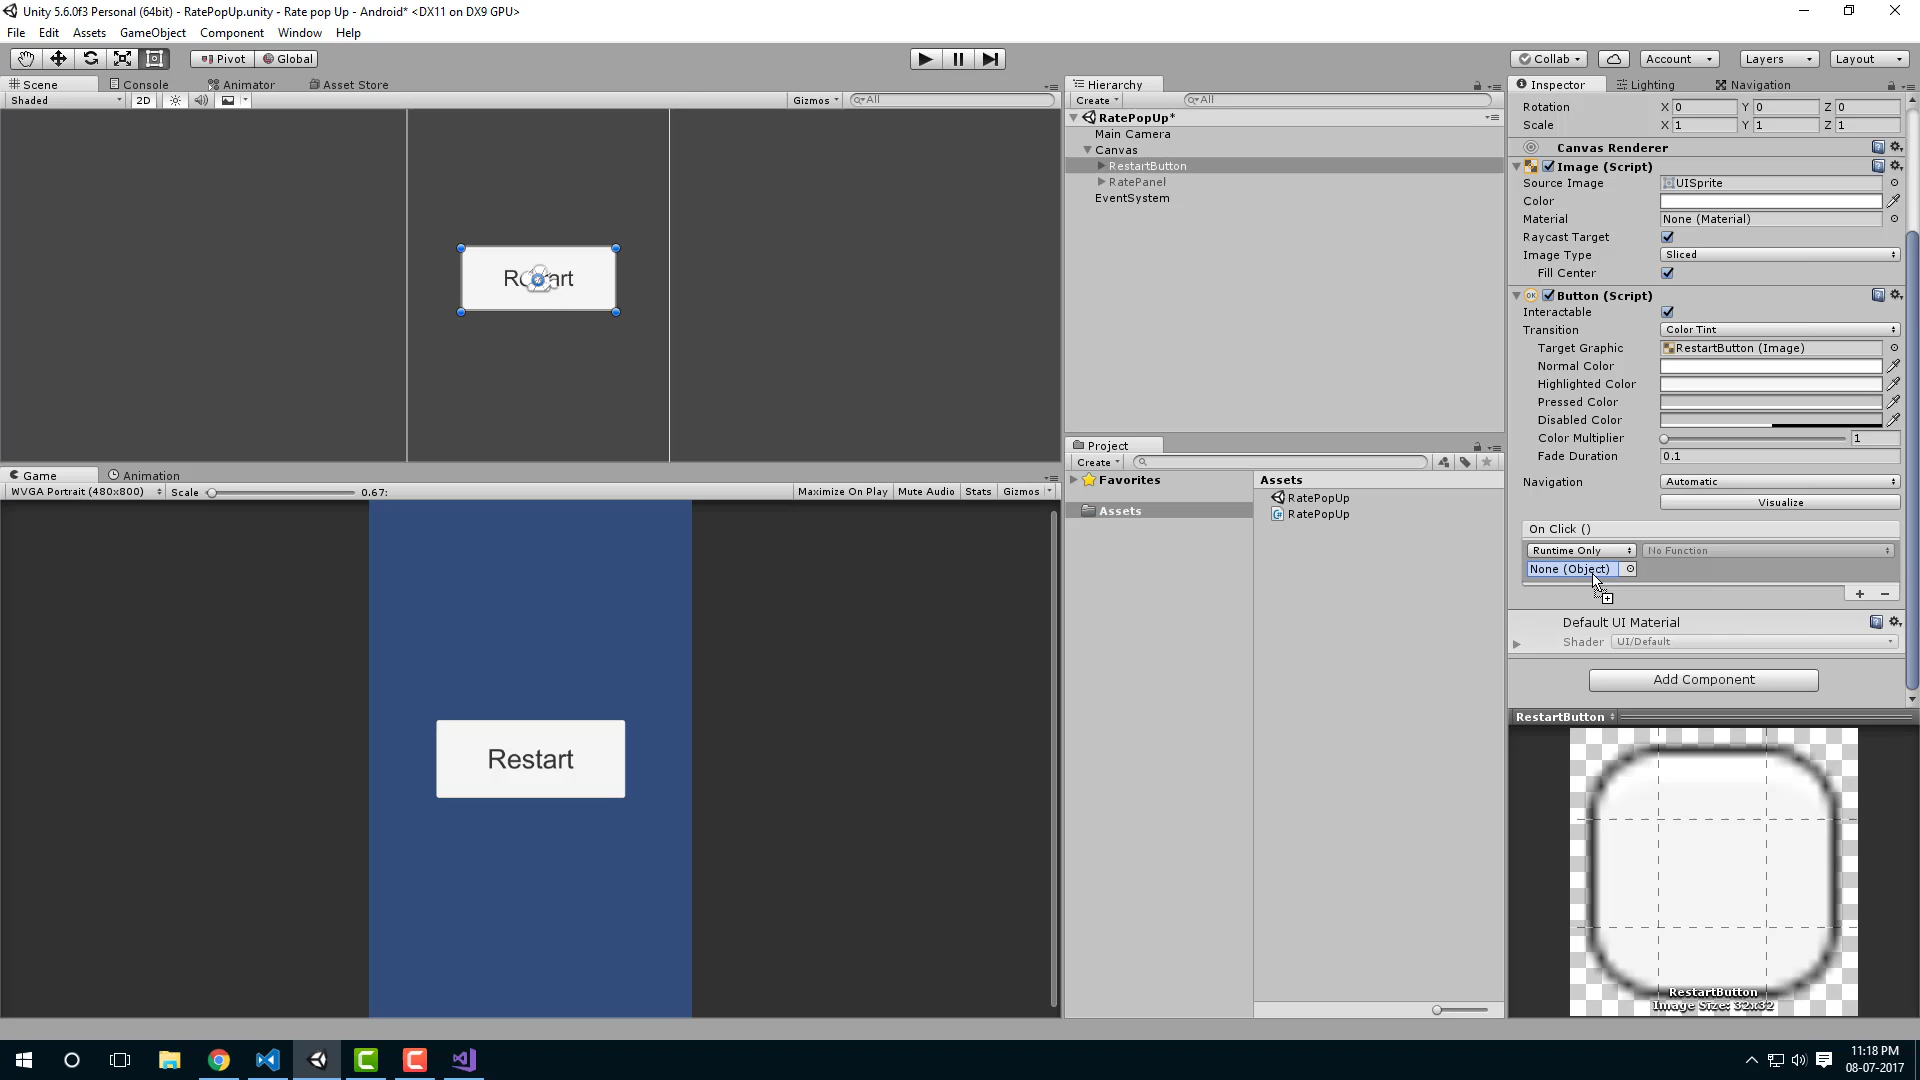 Unity 5.6.0f3 Personal (64bit) - RatePopUp.unity - Rate pop Up - Android* <DX11 on DX9 GPU>
File Edit Assets GameObject Component Window Help
Pivot Global Collab Account Layers Layout
Scene Console Animator Asset Store
Shaded 2D Gizmos All
Restart
Game Animation
WVGA Portrait (480x800) Scale 0.67: Maximize On Play Mute Audio Stats Gizmos
Restart
Hierarchy
Create All
RatePopUp*
Main Camera
Canvas
RestartButton
RatePanel
EventSystem
Project
Create
Favorites
Assets
Assets
RatePopUp
RatePopUp
Inspector Lighting Navigation
Rotation X 0 Y 0 Z 0
Scale X 1 Y 1 Z 1
Canvas Renderer
Image (Script)
Source Image UISprite
Color
Material None (Material)
Raycast Target
Image Type Sliced
Fill Center
OK Button (Script)
Interactable
Transition Color Tint
Target Graphic RestartButton (Image)
Normal Color
Highlighted Color
Pressed Color
Disabled Color
Color Multiplier 1
Fade Duration 0.1
Navigation Automatic
Visualize
On Click ()
Runtime Only No Function
None (Object)
+ -
Default UI Material
Shader UI/Default
Add Component
RestartButton
RestartButton
Image Size: 32x32
11:18 PM
08-07-2017